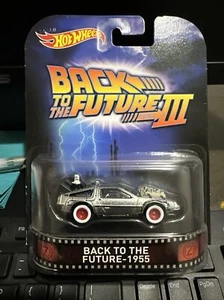 Hot Wheels
BACK
TO THE
FUTURE III
BACK TO THE
FUTURE-1955